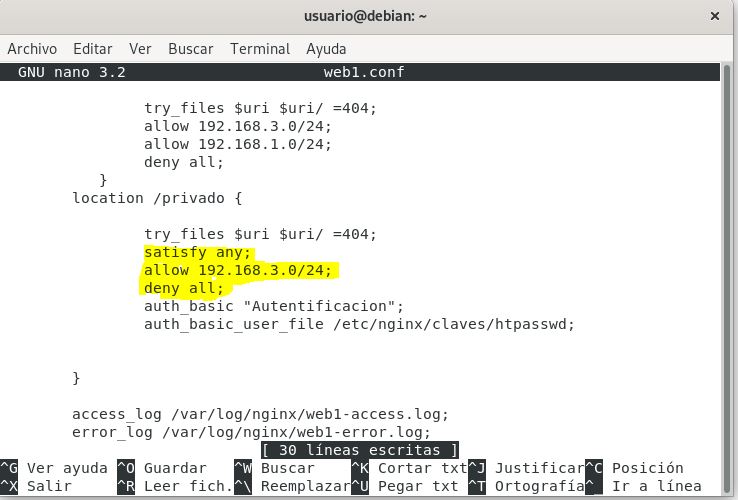 usuario@debian: ~
×
Archivo Editar Ver Buscar Terminal Ayuda
GNU nano 3.2 web1.conf
try_files $uri $uri/ =404;
allow 192.168.3.0/24;
allow 192.168.1.0/24;
deny all;
}
location /privado {
try_files $uri $uri/ =404;
satisfy any;
allow 192.168.3.0/24;
deny all;
auth_basic "Autentificacion";
auth_basic_user_file /etc/nginx/claves/htpasswd;
}
access_log /var/log/nginx/web1-access.log;
error_log /var/log/nginx/web1-error.log;
[ 30 líneas escritas ]
^G Ver ayuda ^O Guardar ^W Buscar ^K Cortar txt ^J Justificar ^C Posición
^X Salir ^R Leer fich. ^\ Reemplazar ^U Pegar txt ^T Ortografía ^_ Ir a línea